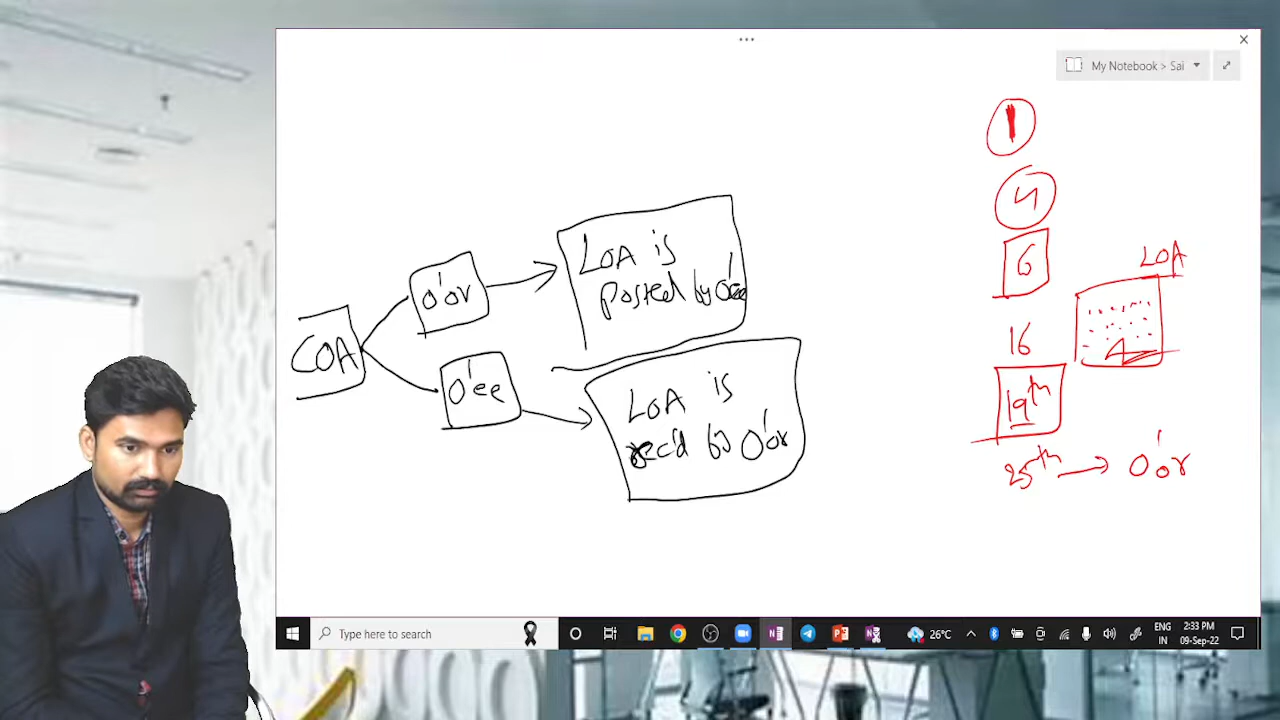 My Notebook > Sai
1
4
6
16
19th
25th → O'or
LOA
COA
O'or
LOA is
posted by O'ee
O'ee
LOA is
rec'd by O'or
Type here to search
26°C
ENG
IN
2:33 PM
09-Sep-22